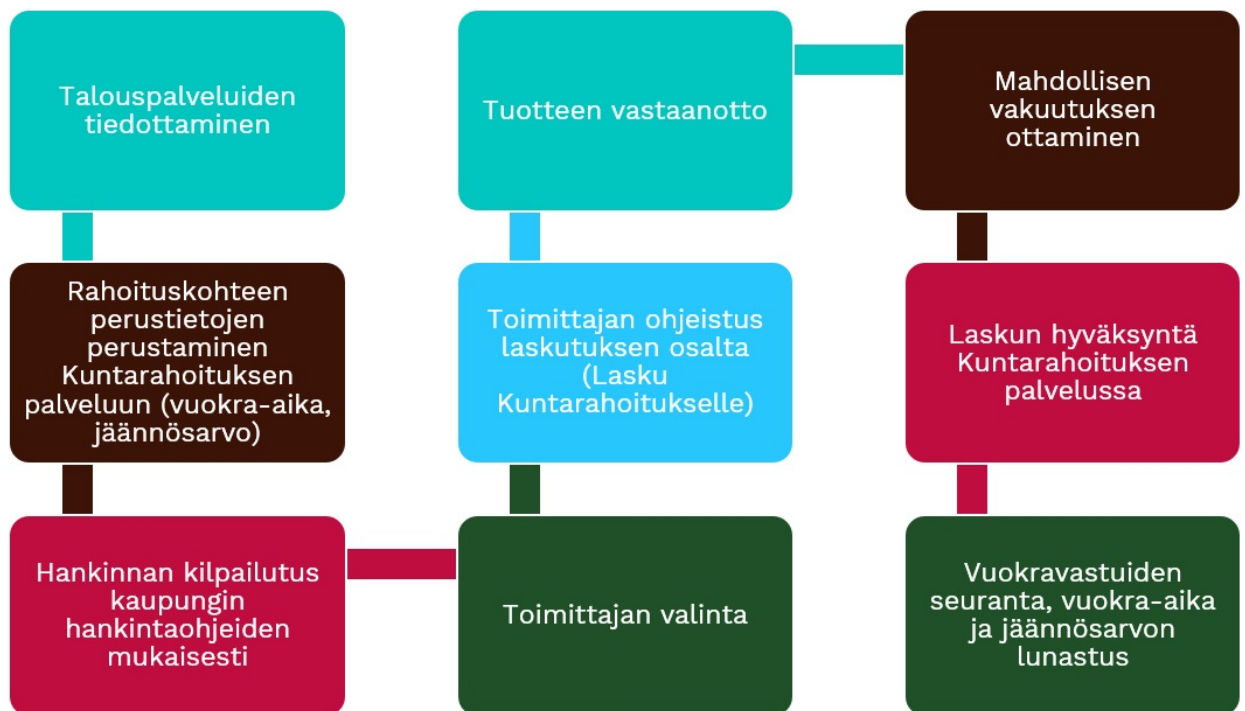 Talouspalveluiden
tiedottaminen
Rahoituskohteen
perustietojen
perustaminen
Kuntarahoituksen
palveluun (vuokra-aika,
jäännösarvo)
Hankinnan kilpailutus
kaupungin
hankintaohjeiden
mukaisesti
Toimittajan valinta
Toimittajan ohjeistus
laskutuksen osalta
(Lasku
Kuntarahoitukselle)
Tuotteen vastaanotto
Mahdollisen
vakuutuksen
ottaminen
Laskun hyväksyntä
Kuntarahoituksen
palvelussa
Vuokravastuiden
seuranta, vuokra-aika
ja jäännösarvon
lunastus